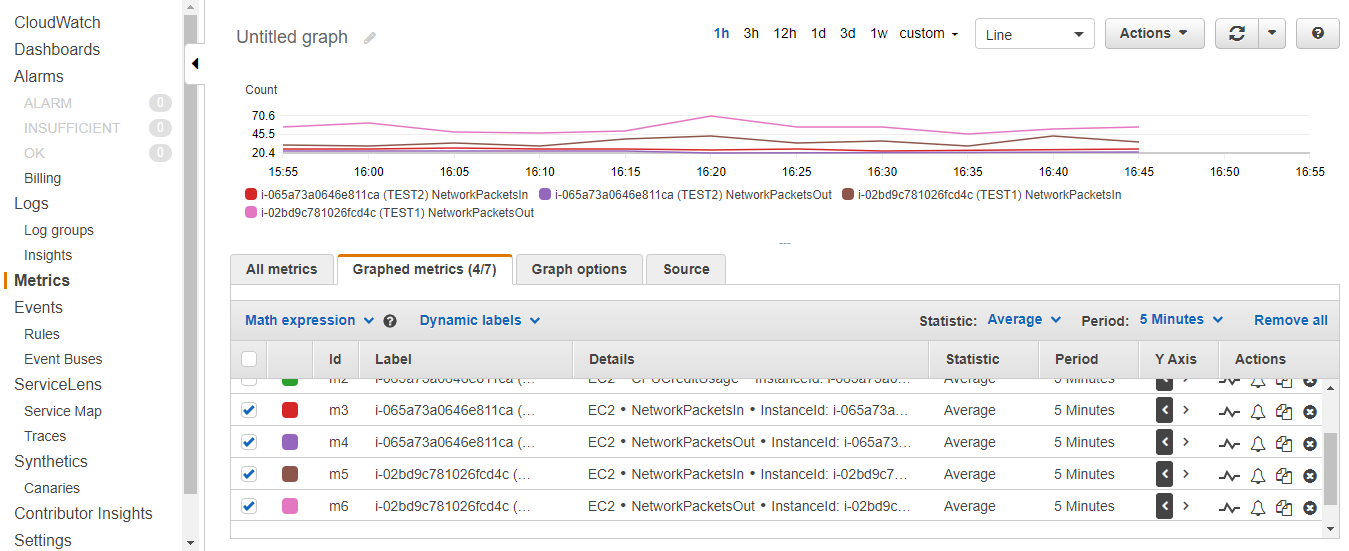 CloudWatch
Dashboards
Alarms
ALARM 0
INSUFFICIENT 0
OK 0
Billing
Logs
Log groups
Insights
Metrics
Events
Rules
Event Buses
ServiceLens
Service Map
Traces
Synthetics
Canaries
Contributor Insights
Settings
Untitled graph
1h 3h 12h 1d 3d 1w custom
Line
Actions
Count
70.6
45.5
20.4
15:55 16:00 16:05 16:10 16:15 16:20 16:25 16:30 16:35 16:40 16:45 16:50 16:55
i-065a73a0646e811ca (TEST2) NetworkPacketsIn i-065a73a0646e811ca (TEST2) NetworkPacketsOut i-02bd9c781026fcd4c (TEST1) NetworkPacketsIn
i-02bd9c781026fcd4c (TEST1) NetworkPacketsOut
All metrics Graphed metrics (4/7) Graph options Source
Math expression ? Dynamic labels Statistic: Average Period: 5 Minutes Remove all
Id Label Details Statistic Period Y Axis Actions
m2 i-065a73a0646e811ca (... EC2 • CPUCreditUsage • InstanceId: i-065a73a0... Average 5 Minutes
m3 i-065a73a0646e811ca (... EC2 • NetworkPacketsIn • InstanceId: i-065a73a... Average 5 Minutes
m4 i-065a73a0646e811ca (... EC2 • NetworkPacketsOut • InstanceId: i-065a73... Average 5 Minutes
m5 i-02bd9c781026fcd4c (... EC2 • NetworkPacketsIn • InstanceId: i-02bd9c7... Average 5 Minutes
m6 i-02bd9c781026fcd4c (... EC2 • NetworkPacketsOut • InstanceId: i-02bd9c... Average 5 Minutes